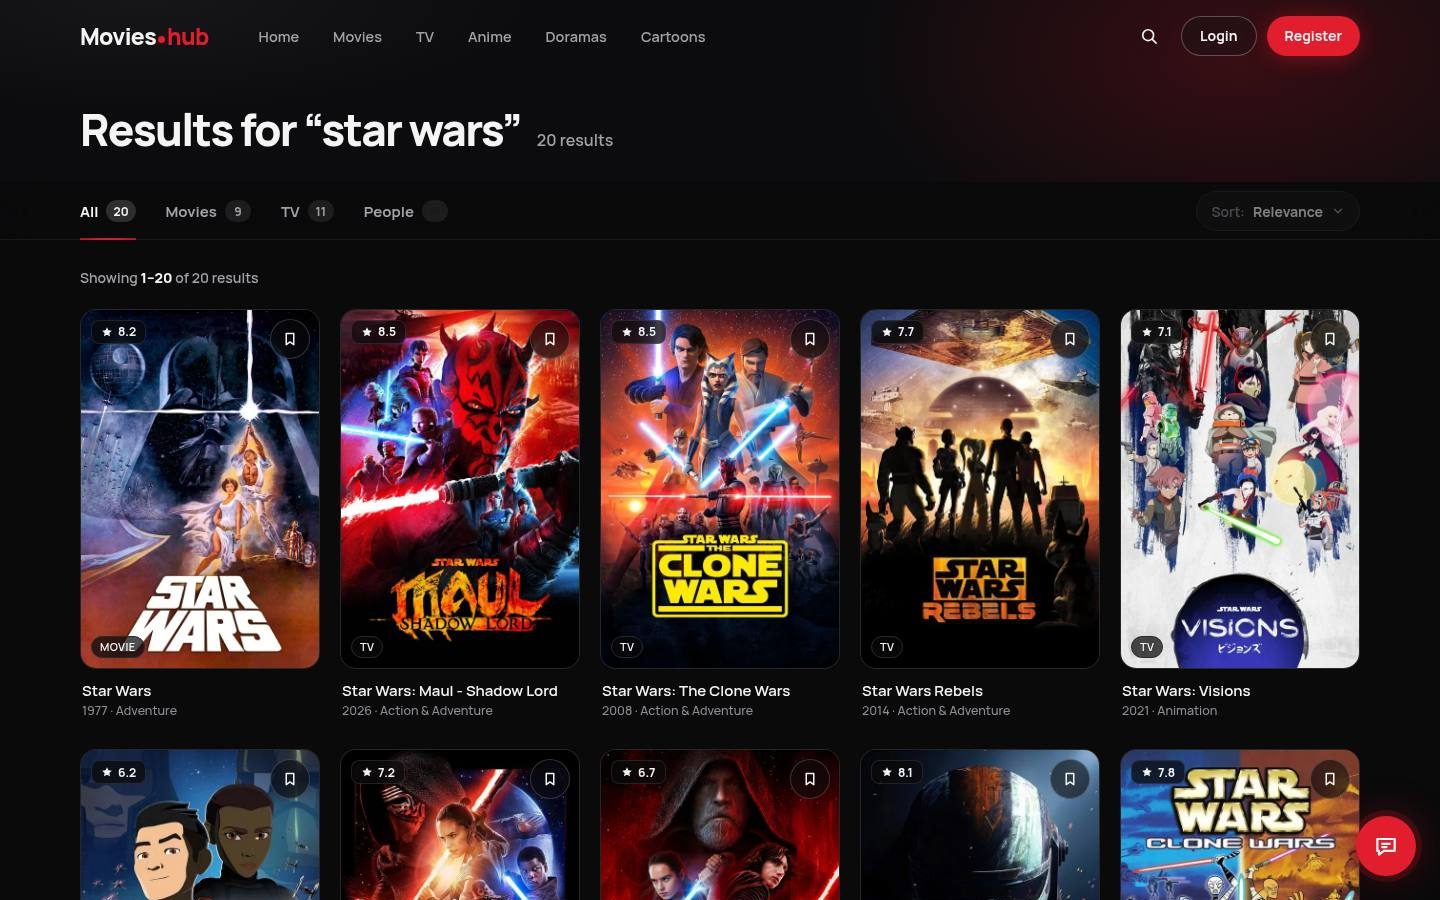 Movies•hub
Home Movies TV Anime Doramas Cartoons
Login Register
Results for “star wars” 20 results
All 20 Movies 9 TV 11 People
Sort: Relevance
Showing 1–20 of 20 results
8.2
STAR
WARS
MOVIE
Star Wars
1977 · Adventure
8.5
STAR WARS
MAUL
SHADOW LORD
TV
Star Wars: Maul - Shadow Lord
2026 · Action & Adventure
8.5
STAR WARS
THE
CLONE
WARS
TV
Star Wars: The Clone Wars
2008 · Action & Adventure
7.7
STAR
WARS
REBELS
TV
Star Wars Rebels
2014 · Action & Adventure
7.1
STAR WARS
VISIONS
ビジョンズ
TV
Star Wars: Visions
2021 · Animation
6.2
7.2
6.7
8.1
7.8
STAR
WARS
CLONE WARS